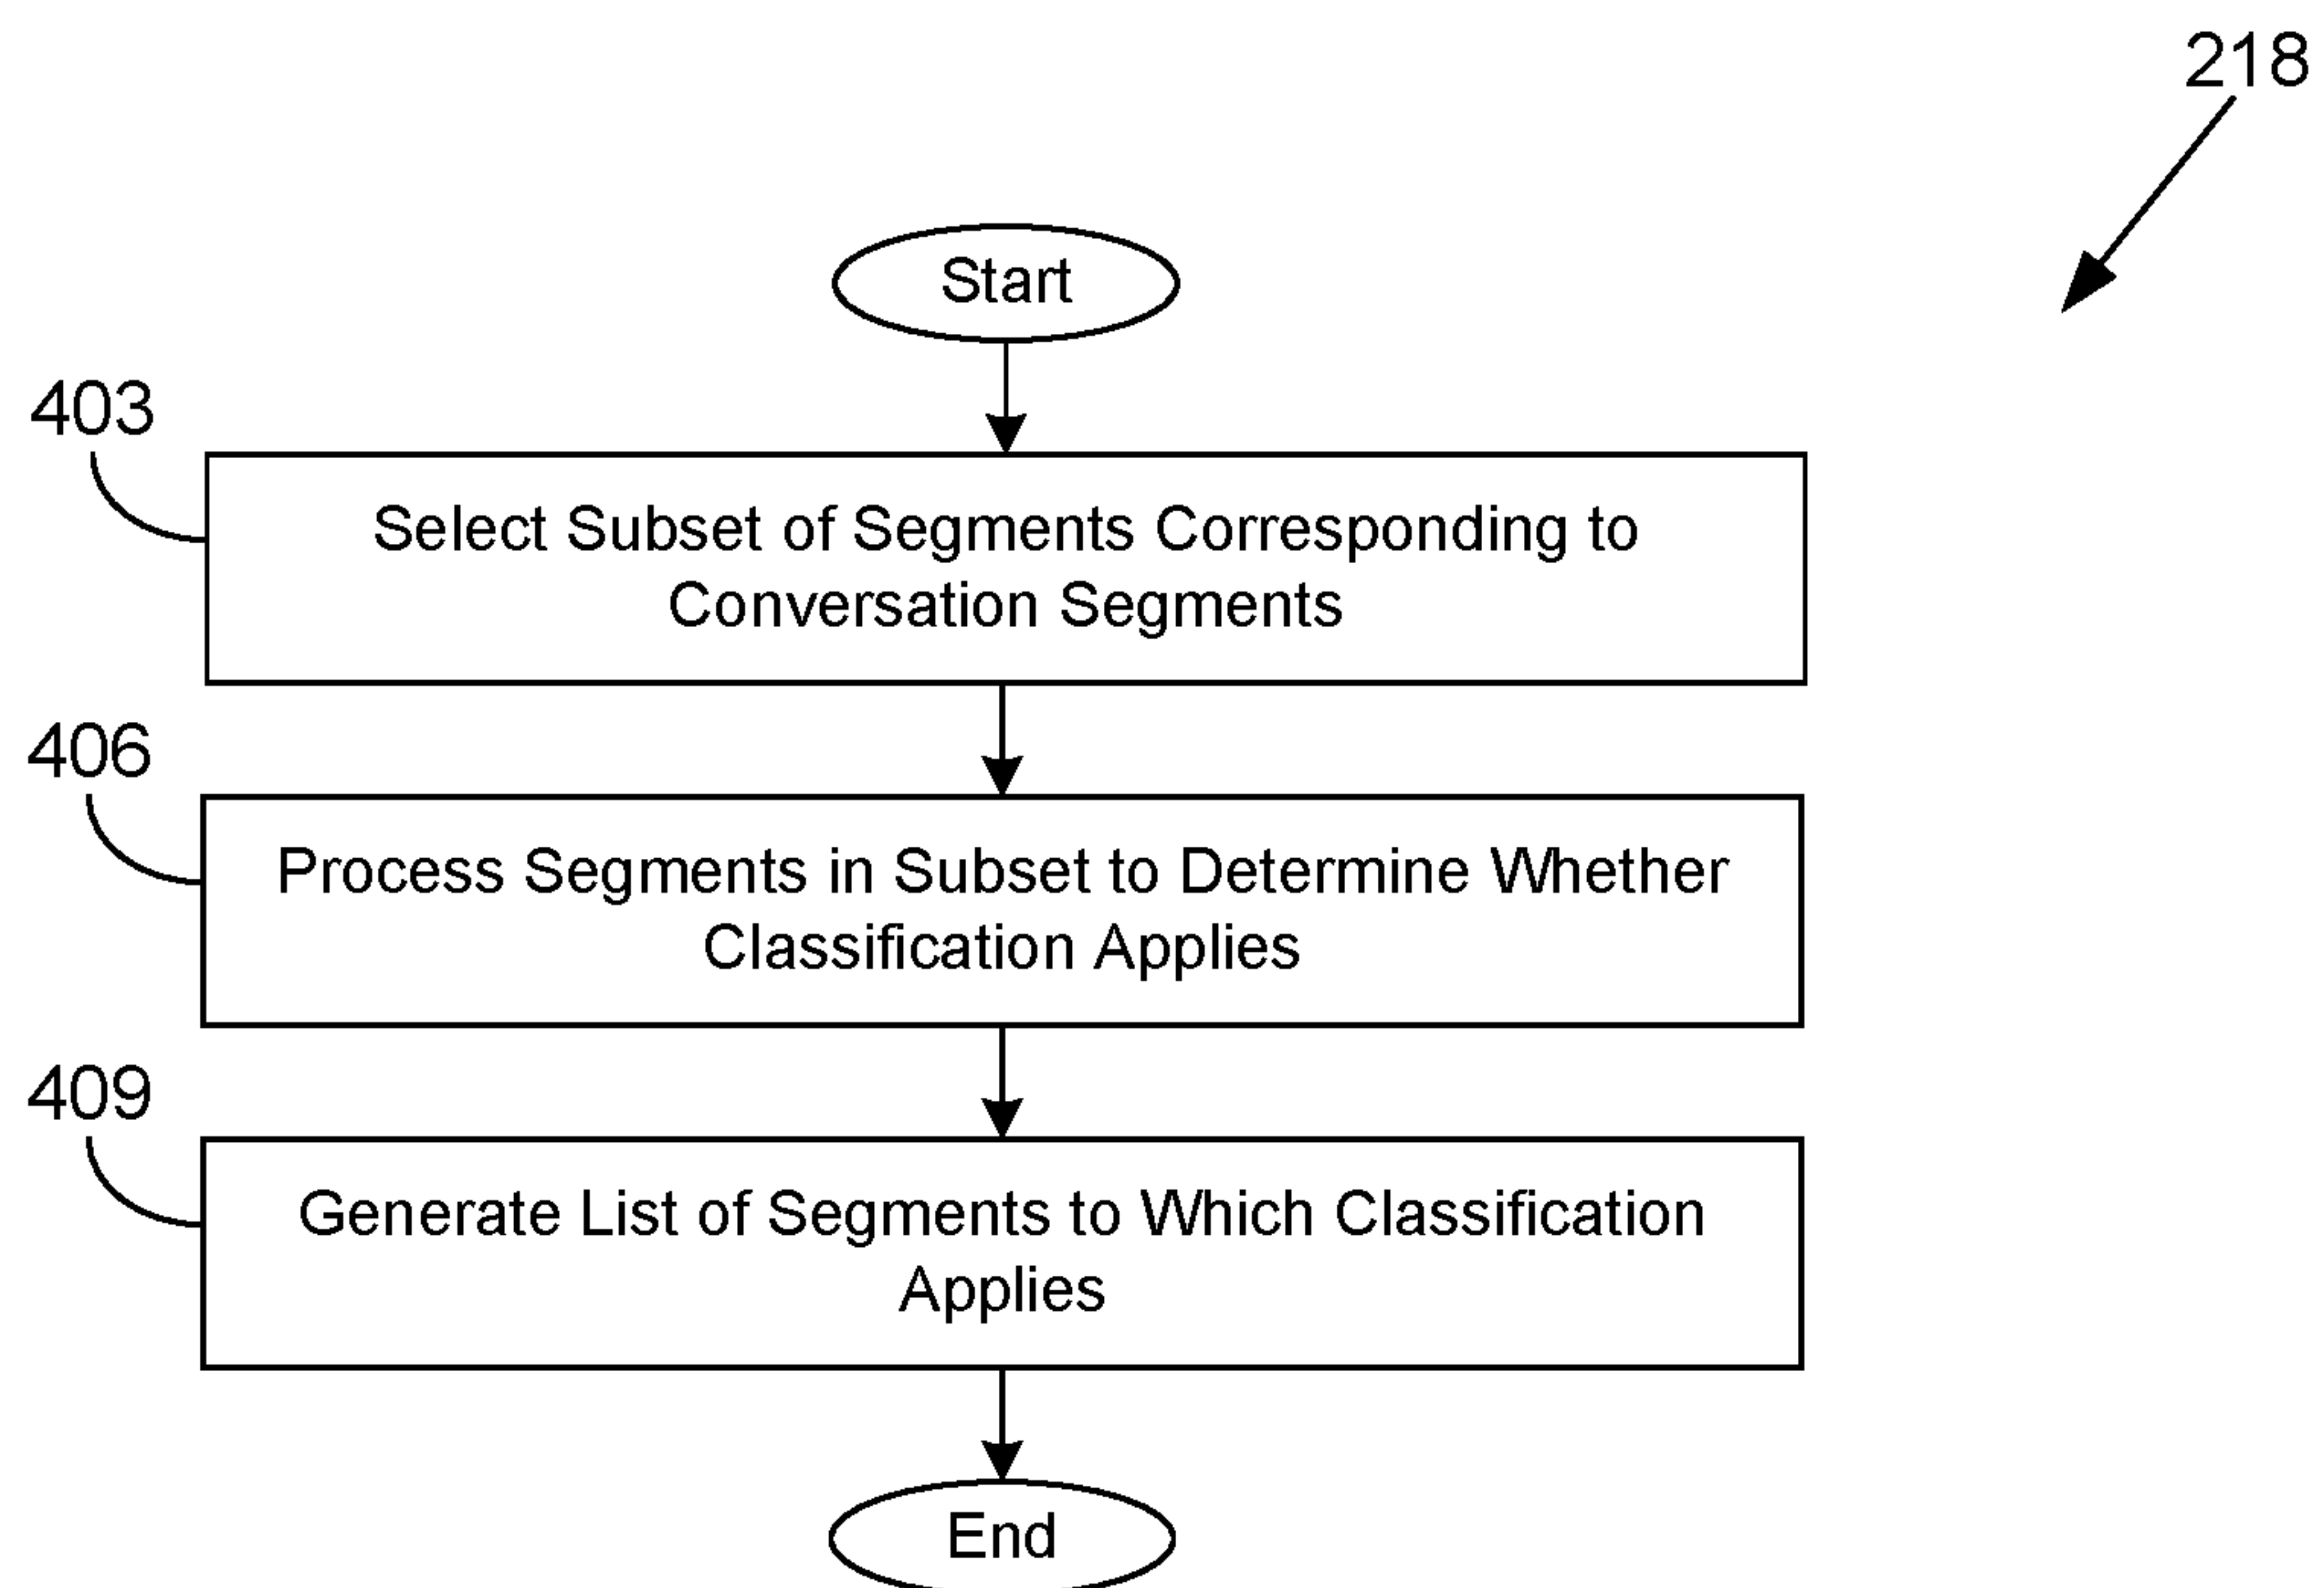 218
Start
403
Select Subset of Segments Corresponding to
Conversation Segments
406
Process Segments in Subset to Determine Whether
Classification Applies
409
Generate List of Segments to Which Classification
Applies
End